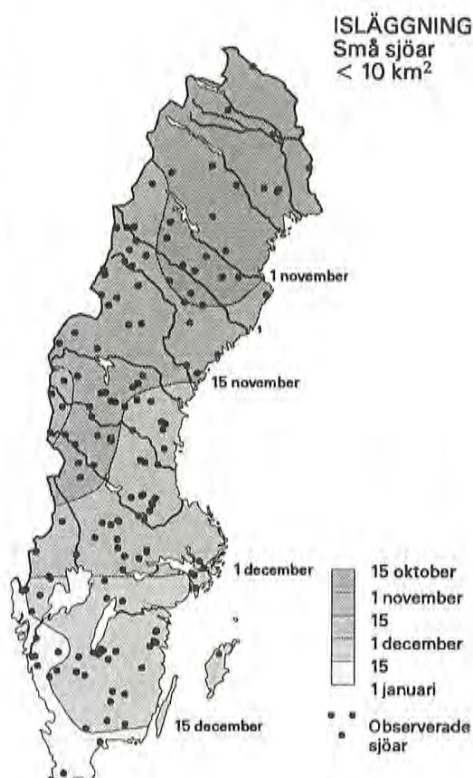 ISLÄGGNING
Små sjöar
< 10 km²
1 november
15 november
1 december
15 december
15 oktober
1 november
15
1 december
15
1 januari
Observerade
sjöar